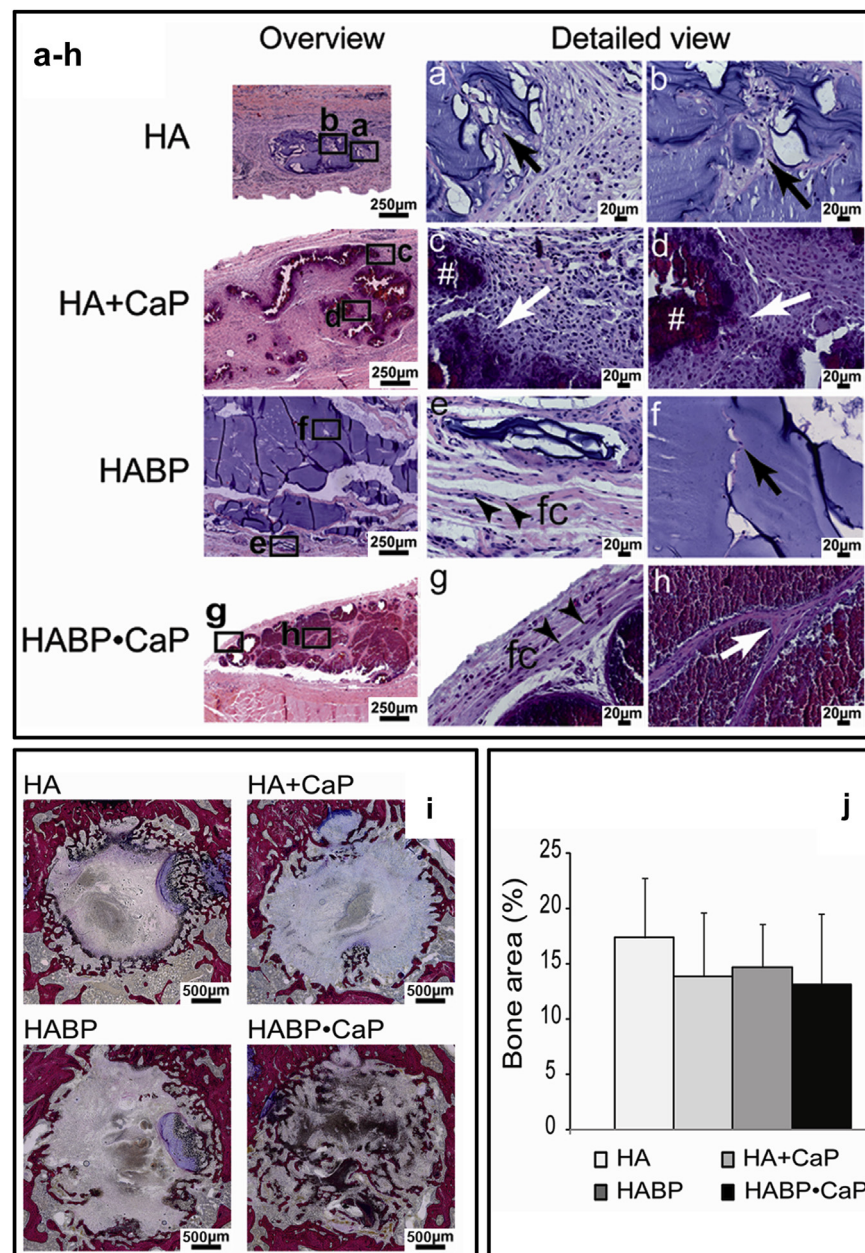 a-h
Overview
Detailed view
HA
b
a
250µm
a
20µm
b
20µm
HA+CaP
c
d
250µm
c
#
20µm
d
#
20µm
HABP
f
e
250µm
e
fc
20µm
f
20µm
HABP•CaP
g
h
250µm
g
fc
20µm
h
20µm
i
HA
500µm
HA+CaP
500µm
HABP
500µm
HABP•CaP
500µm
j
Bone area (%)
25
20
15
10
5
0
HA
HA+CaP
HABP
HABP•CaP